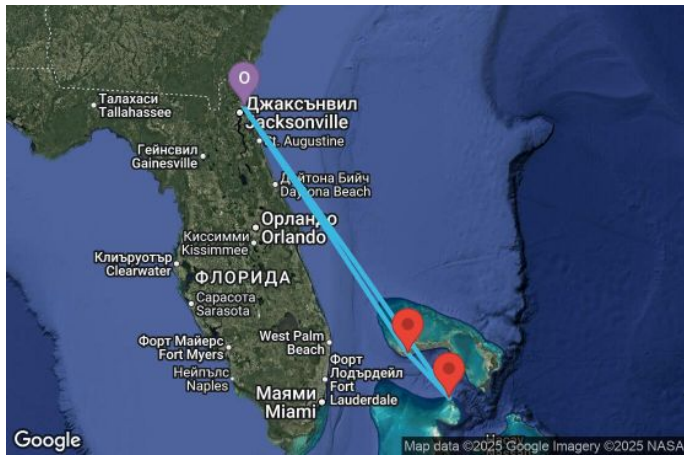 O
Талахаси
Tallahassee
Джаксънвил
Jacksonville
St. Augustine
Гейнсвил
Gainesville
Дейтона Бийч
Daytona Beach
Орландо
Orlando
Киссимми
Kissimmee
Клиъруотър
Clearwater
ФЛОРИДА
Сарасота
Sarasota
West Palm
Beach
Форт Майерс
Fort Myers
Форт
Лодърдейл
Fort
Lauderdale
Нейпълс
Naples
Маями
Miami
Google
Map data ©2025 Google Imagery ©2025 NASA